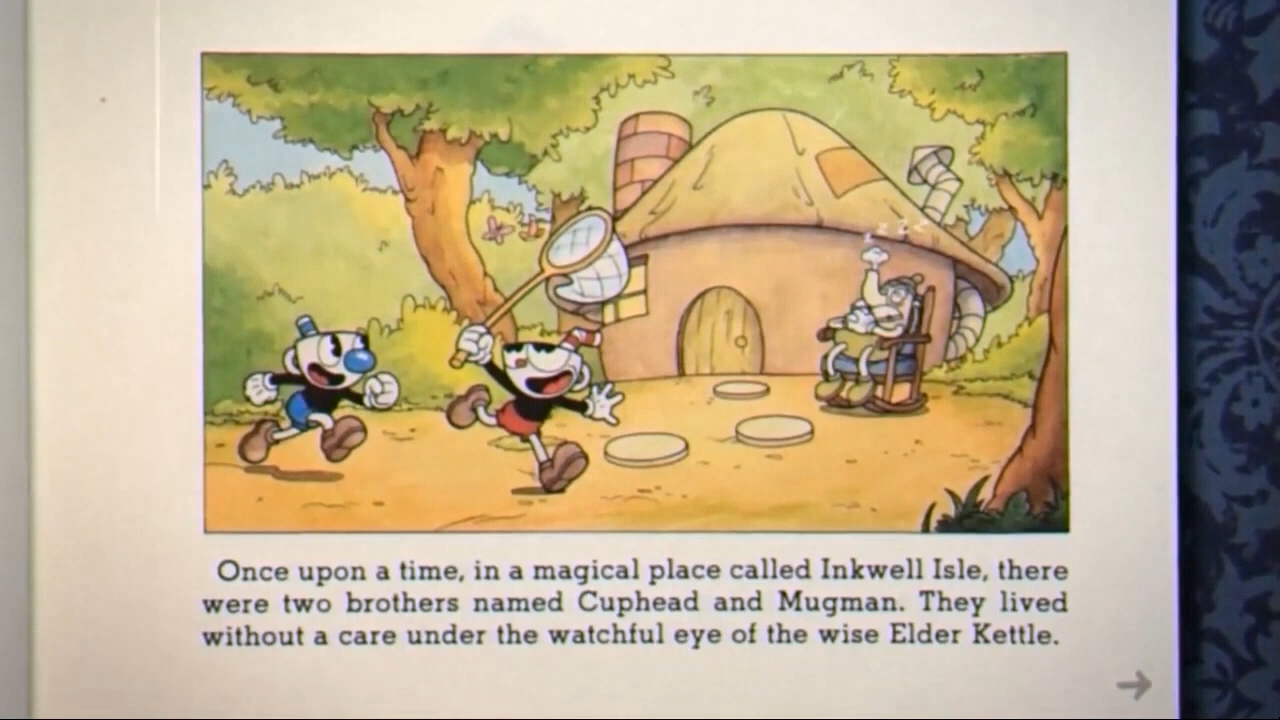 z z z z
Once upon a time, in a magical place called Inkwell Isle, there
were two brothers named Cuphead and Mugman. They lived
without a care under the watchful eye of the wise Elder Kettle.